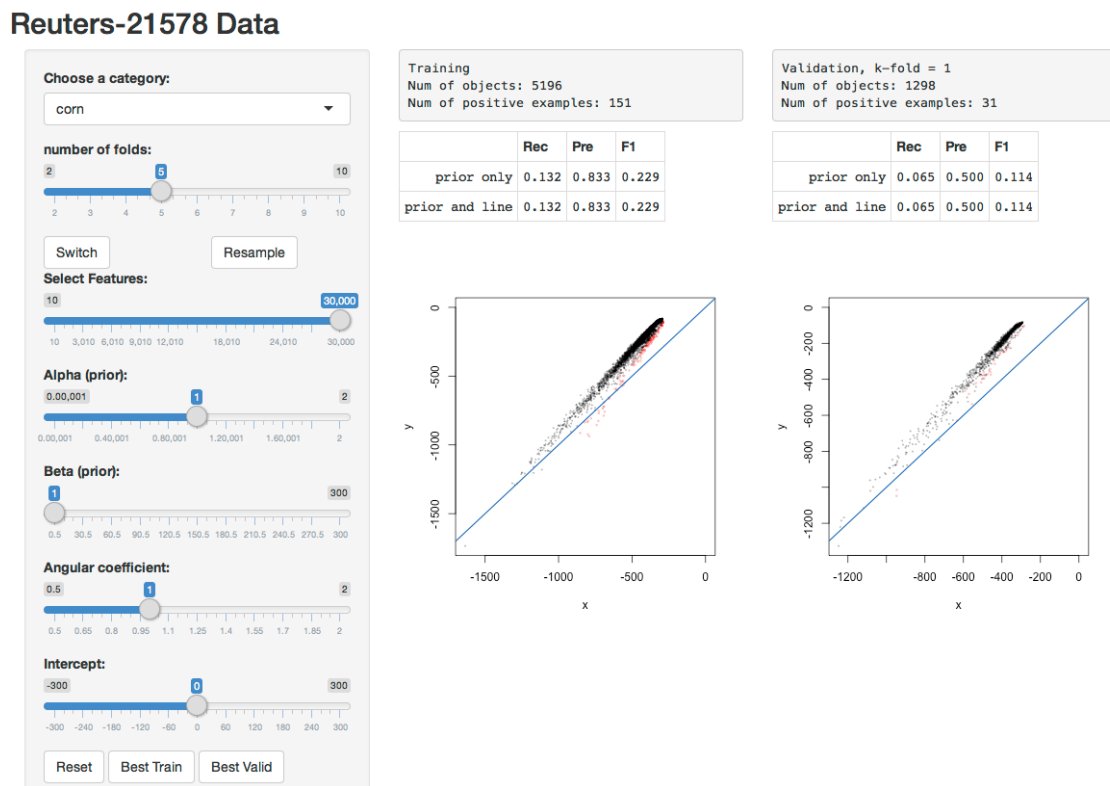 Reuters-21578 Data
Choose a category:
corn
number of folds:
2 5 10
2 3 4 5 6 7 8 9 10
Switch Resample
Select Features:
10 30,000
10 3,010 6,010 9,010 12,010 18,010 24,010 30,000
Alpha (prior):
0.00,001 1 2
0.00,001 0.40,001 0.80,001 1.20,001 1.60,001 2
Beta (prior):
1 300
0.5 30.5 60.5 90.5 120.5 150.5 180.5 210.5 240.5 270.5 300
Angular coefficient:
0.5 1 2
0.5 0.65 0.8 0.95 1.1 1.25 1.4 1.55 1.7 1.85 2
Intercept:
-300 0 300
-300 -240 -180 -120 -60 0 60 120 180 240 300
Reset Best Train Best Valid
Training
Num of objects: 5196
Num of positive examples: 151
Rec Pre F1
prior only 0.132 0.833 0.229
prior and line 0.132 0.833 0.229
y
0
-500
-1000
-1500
-1500 -1000 -500 0
x
Validation, k-fold = 1
Num of objects: 1298
Num of positive examples: 31
Rec Pre F1
prior only 0.065 0.500 0.114
prior and line 0.065 0.500 0.114
y
0
-200
-400
-600
-800
-1200
-1200 -800 -600 -400 -200 0
x